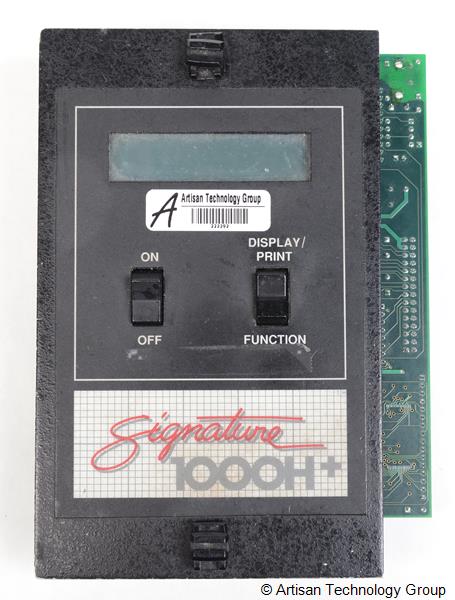 A Artisan Technology Group
222292
ON
DISPLAY/
PRINT
OFF
FUNCTION
Signature
1000H+
© Artisan Technology Group